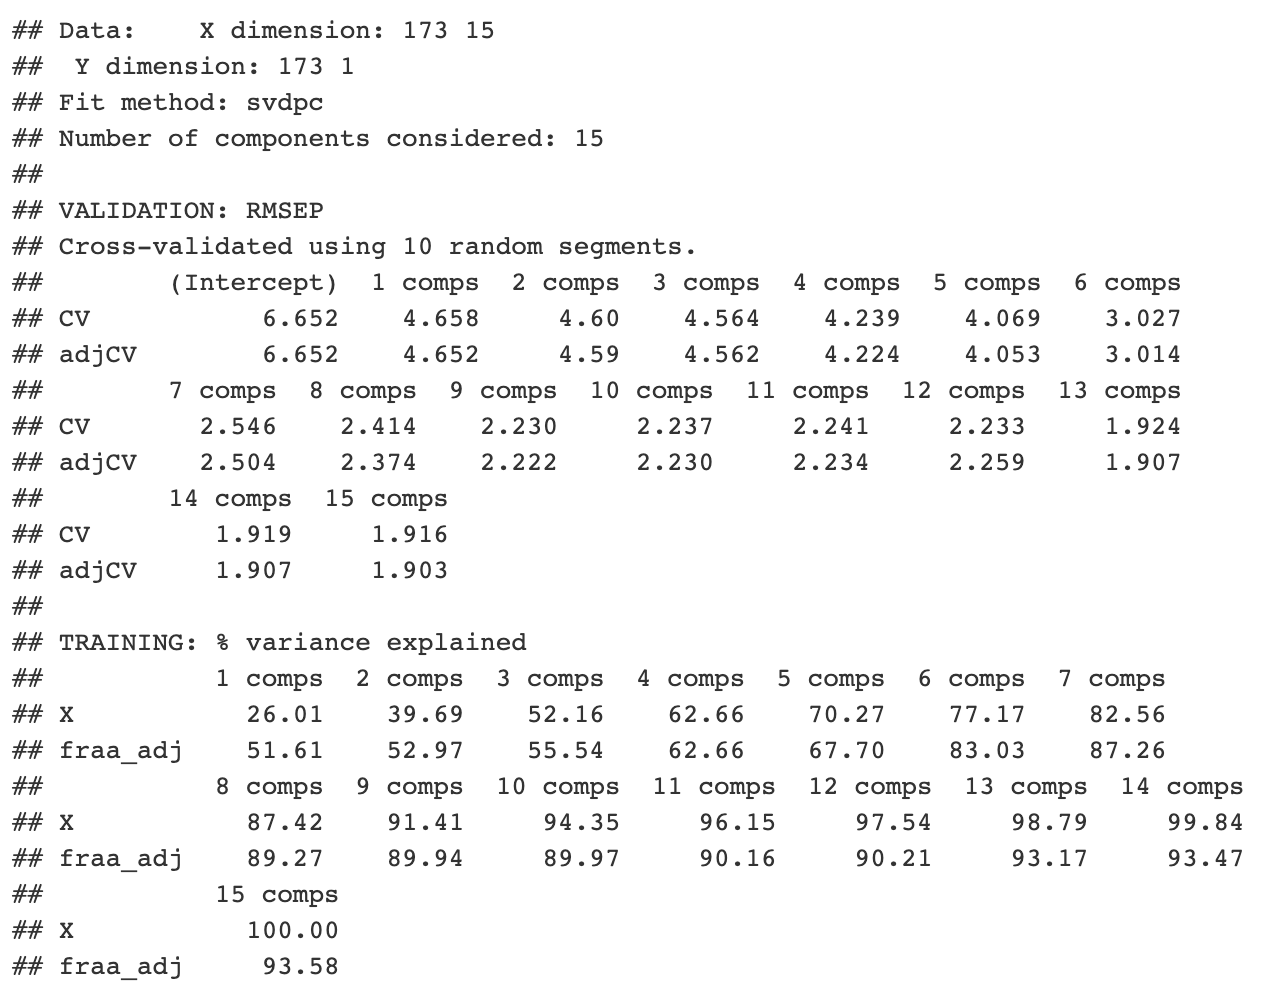 ## Data:    X dimension: 173 15
##  Y dimension: 173 1
## Fit method: svdpc
## Number of components considered: 15
##
## VALIDATION: RMSEP
## Cross-validated using 10 random segments.
##        (Intercept)  1 comps  2 comps  3 comps  4 comps  5 comps  6 comps
## CV           6.652    4.658     4.60    4.564    4.239    4.069    3.027
## adjCV        6.652    4.652     4.59    4.562    4.224    4.053    3.014
##        7 comps  8 comps  9 comps  10 comps  11 comps  12 comps  13 comps
## CV       2.546    2.414    2.230     2.237     2.241     2.233     1.924
## adjCV    2.504    2.374    2.222     2.230     2.234     2.259     1.907
##        14 comps  15 comps
## CV        1.919     1.916
## adjCV     1.907     1.903
##
## TRAINING: % variance explained
##           1 comps  2 comps  3 comps  4 comps  5 comps  6 comps  7 comps
## X           26.01    39.69    52.16    62.66    70.27    77.17    82.56
## fraa_adj    51.61    52.97    55.54    62.66    67.70    83.03    87.26
##           8 comps  9 comps  10 comps  11 comps  12 comps  13 comps  14 comps
## X           87.42    91.41     94.35     96.15     97.54     98.79     99.84
## fraa_adj    89.27    89.94     89.97     90.16     90.21     93.17     93.47
##           15 comps
## X           100.00
## fraa_adj     93.58